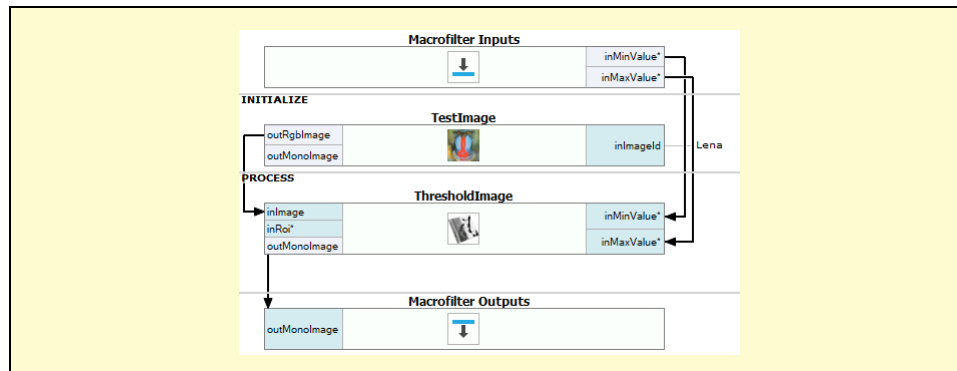 Macrofilter Inputs
inMinValue*
inMaxValue*
INITIALIZE
TestImage
outRgbImage
outMonoImage
inImageId
Lena
PROCESS
ThresholdImage
inImage
inRoi*
outMonoImage
inMinValue*
inMaxValue*
Macrofilter Outputs
outMonoImage